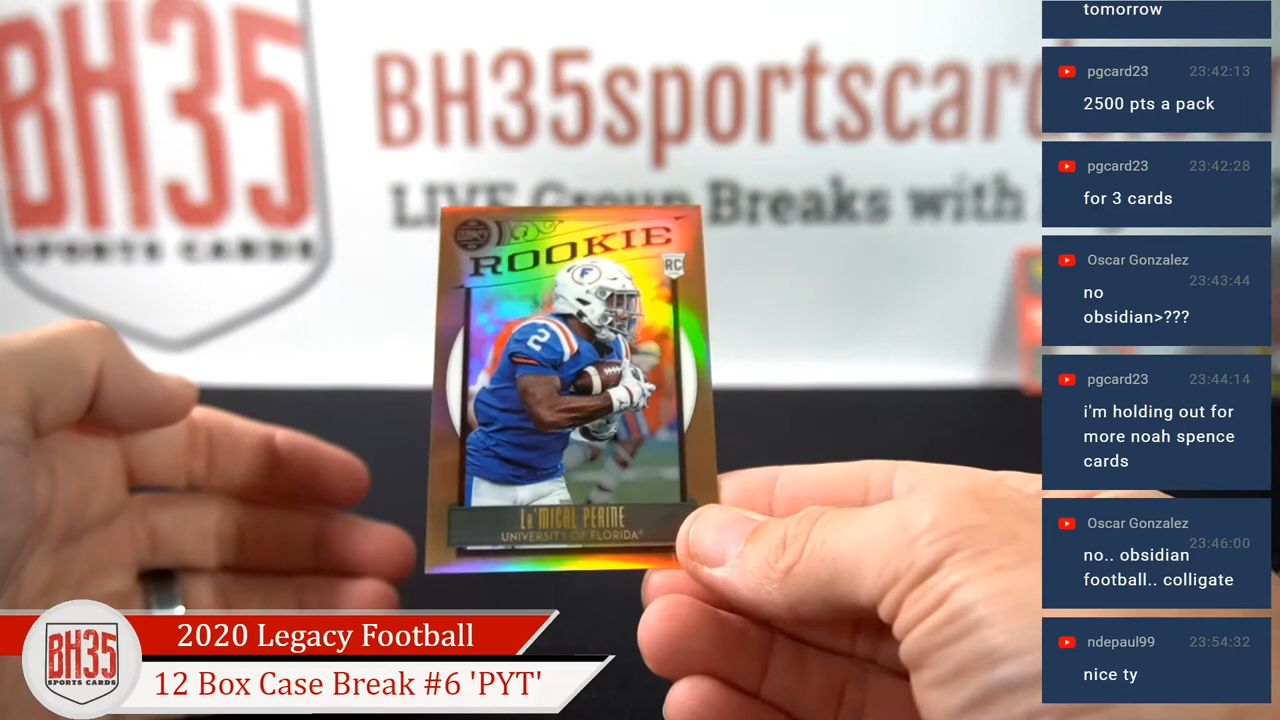 BH35
SPORTS CARDS
BH35sportscar
LIVE Group Breaks with
ROOKIE
RC
F
2
La'Mical Perine
UNIVERSITY OF FLORIDA®
2020 Legacy Football
12 Box Case Break #6 'PYT'
BH35
SPORTS CARDS
tomorrow
pgcard23 23:42:13
2500 pts a pack
pgcard23 23:42:28
for 3 cards
Oscar Gonzalez
23:43:44
no
obsidian>???
pgcard23 23:44:14
i'm holding out for
more noah spence
cards
Oscar Gonzalez
23:46:00
no.. obsidian
football.. colligate
ndepaul99 23:54:32
nice ty